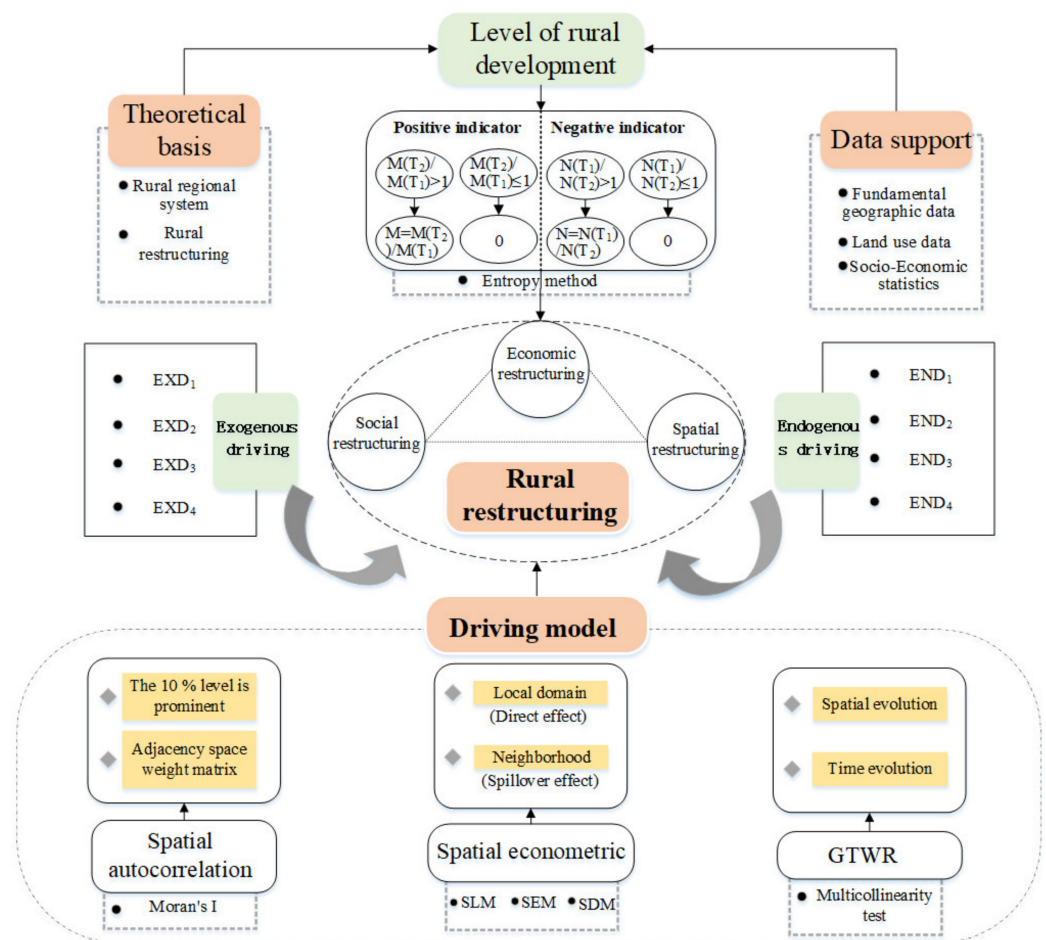 Level of rural
development
Theoretical
basis
Rural regional
system
Rural
restructuring
Positive indicator
Negative indicator
M(T₂)/
M(T₁)>1
M(T₂)/
M(T₁)≤1
N(T₁)/
N(T₂)>1
N(T₁)/
N(T₂)≤1
M=M(T₂
)/M(T₁)
0
N=N(T₁)
/N(T₂)
0
Entropy method
Data support
Fundamental
geographic data
Land use data
Socio-Economic
statistics
EXD₁
EXD₂
EXD₃
EXD₄
Exogenous
driving
Economic
restructuring
Social
restructuring
Spatial
restructuring
Rural
restructuring
Endogenou
s driving
END₁
END₂
END₃
END₄
Driving model
The 10 % level is
prominent
Adjacency space
weight matrix
Spatial
autocorrelation
Moran's I
Local domain
(Direct effect)
Neighborhood
(Spillover effect)
Spatial econometric
SLM SEM SDM
Spatial evolution
Time evolution
GTWR
Multicollinearity
test